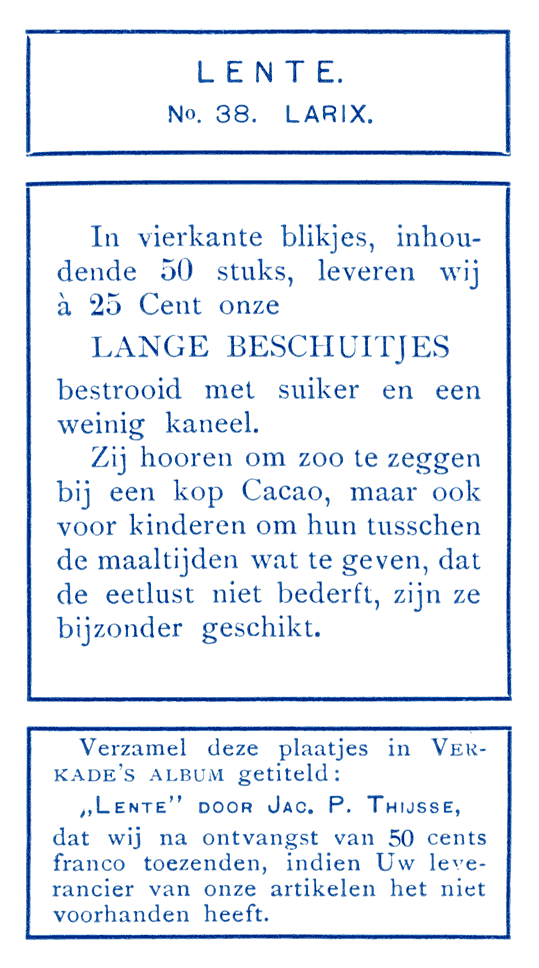 LENTE.
No. 38. LARIX.
In vierkante blikjes, inhou-
dende 50 stuks, leveren wij
à 25 Cent onze
LANGE BESCHUITJES
bestrooid met suiker en een
weinig kaneel.
Zij hooren om zoo te zeggen
bij een kop Cacao, maar ook
voor kinderen om hun tusschen
de maaltijden wat te geven, dat
de eetlust niet bederft, zijn ze
bijzonder geschikt.
Verzamel deze plaatjes in VER-
KADE'S ALBUM getiteld:
„LENTE” DOOR JAC. P. THIJSSE,
dat wij na ontvangst van 50 cents
franco toezenden, indien Uw leve-
rancier van onze artikelen het niet
voorhanden heeft.